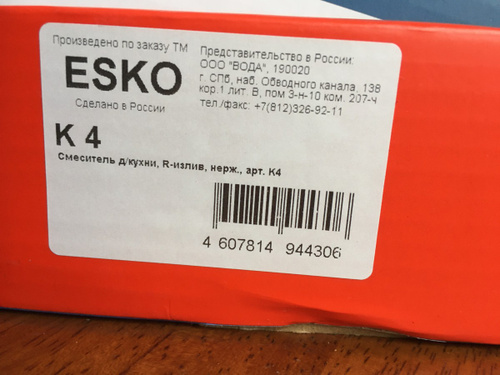 Произведено по заказу ТМ
ESKO
Сделано в России
Представительство в России:
ООО "ВОДА", 190020
г. СПб, наб. Обводного канала, 138
кор.1 лит. В, пом 3-н-10 ком. 207-ч
тел./факс: +7(812)326-92-11
K 4
Смеситель д/кухни, R-излив, нерж., арт. K4
4 607814 944306